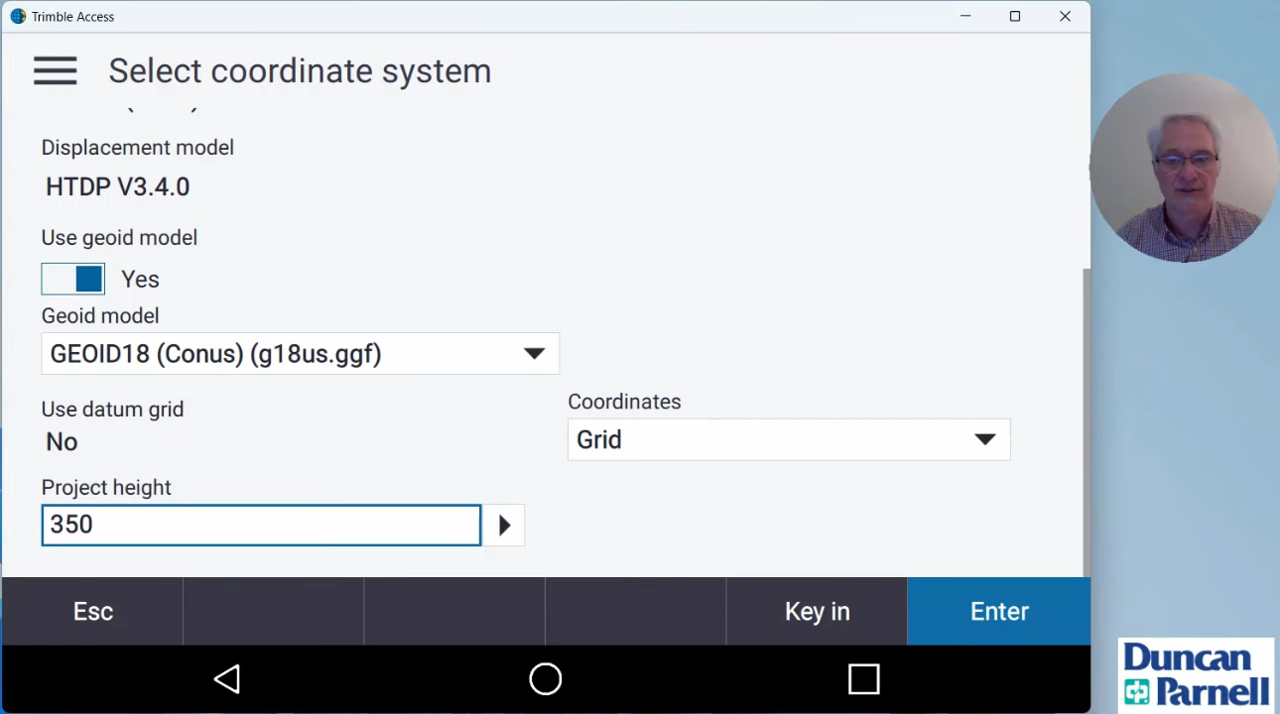 Trimble Access
Select coordinate system
Displacement model
HTDP V3.4.0
Use geoid model
Yes
Geoid model
GEOID18 (Conus) (g18us.ggf)
Use datum grid
No
Coordinates
Grid
Project height
350
Esc
Key in
Enter
Duncan
Parnell